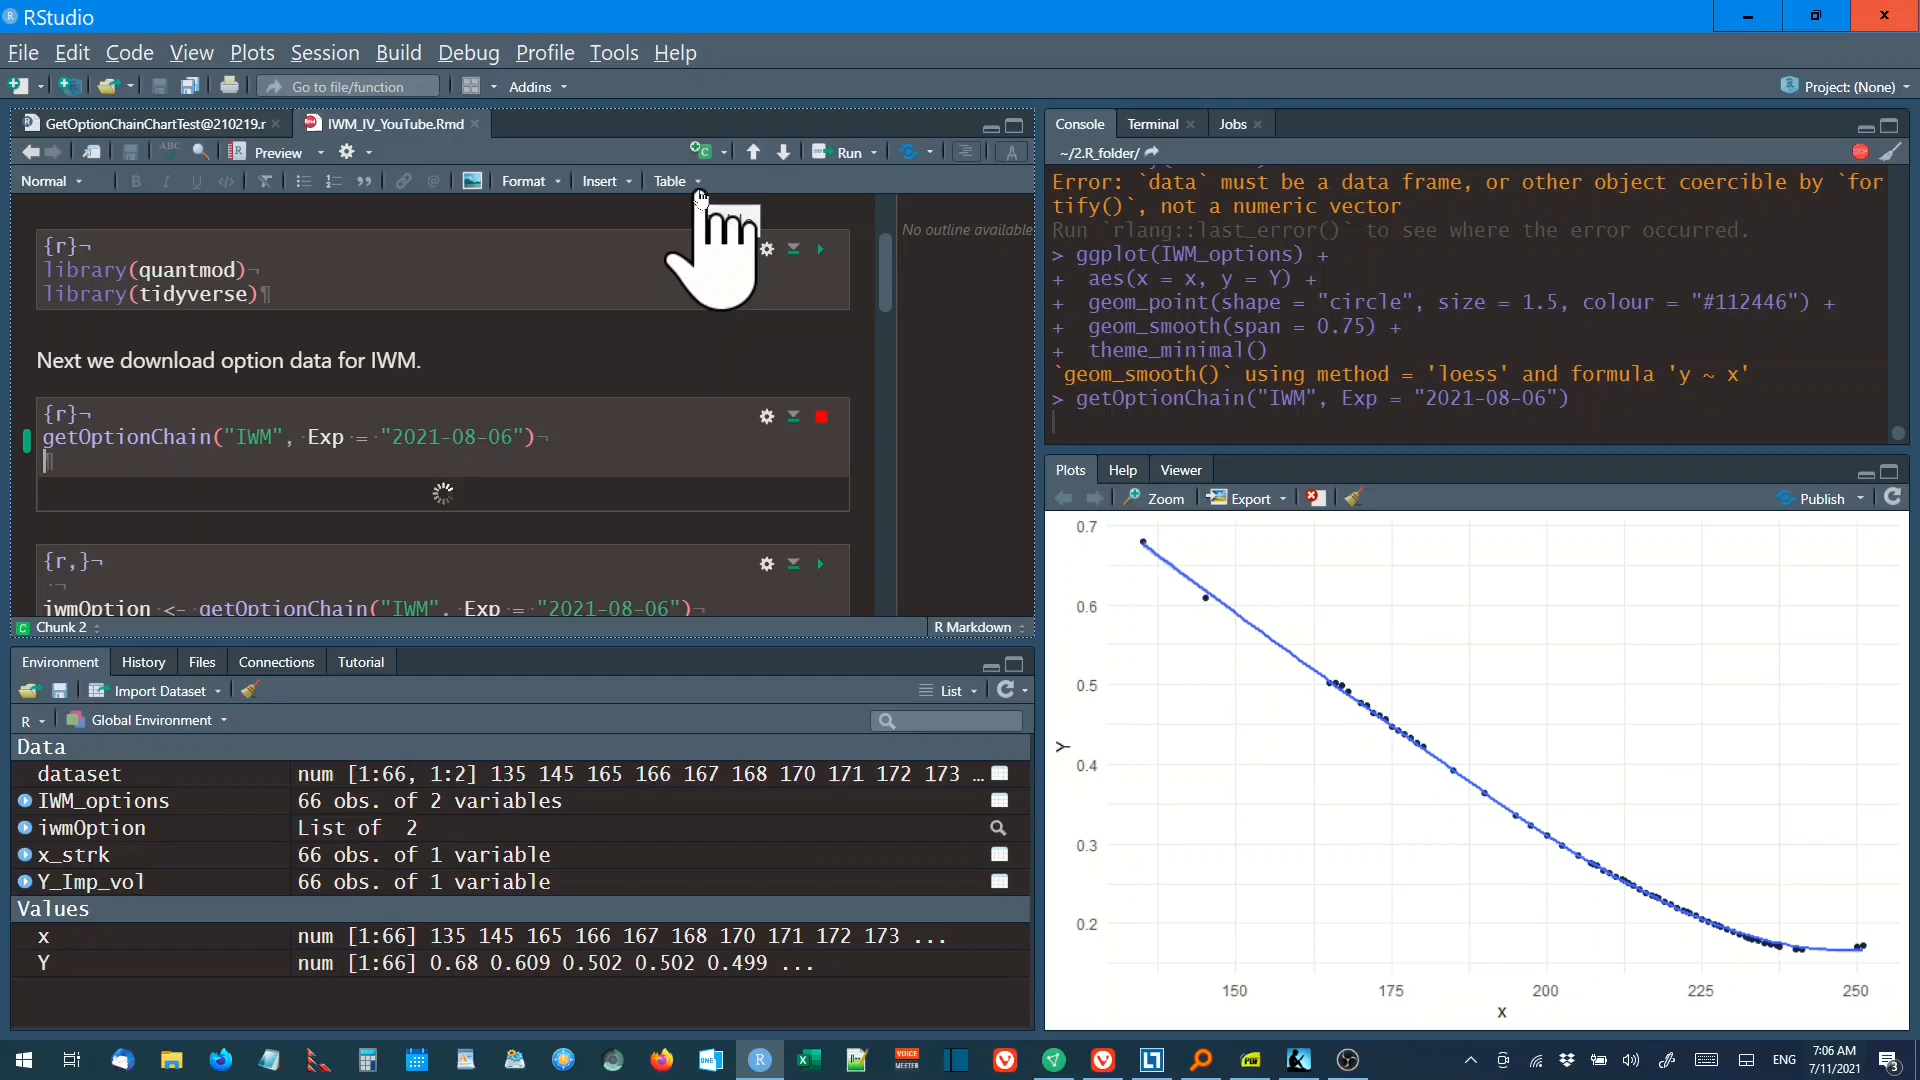 RStudio
File Edit Code View Plots Session Build Debug Profile Tools Help
Go to file/function Addins Project: (None)
GetOptionChainChartTest@210219.r IWM_IV_YouTube.Rmd
Preview Run
Normal Format Insert Table
{r}¬
library(quantmod)¬
library(tidyverse)¶
No outline available
Next we download option data for IWM.
{r}¬
getOptionChain("IWM",·Exp·=·"2021-08-06")·¬
¶
{r,}¬
·¬
iwmOption·<-·getOptionChain("IWM",·Exp·=·"2021-08-06")¬
Chunk 2 R Markdown
Console Terminal Jobs
~/2.R_folder/
Error: `data` must be a data frame, or other object coercible by `for
tify()`, not a numeric vector
Run `rlang::last_error()` to see where the error occurred.
> ggplot(IWM_options) +
+ aes(x = x, y = Y) +
+ geom_point(shape = "circle", size = 1.5, colour = "#112446") +
+ geom_smooth(span = 0.75) +
+ theme_minimal()
`geom_smooth()` using method = 'loess' and formula 'y ~ x'
> getOptionChain("IWM", Exp = "2021-08-06")
Environment History Files Connections Tutorial
Import Dataset List
R Global Environment
Data
dataset num [1:66, 1:2] 135 145 165 166 167 168 170 171 172 173 …
IWM_options 66 obs. of 2 variables
iwmOption List of 2
x_strk 66 obs. of 1 variable
Y_Imp_vol 66 obs. of 1 variable
Values
x num [1:66] 135 145 165 166 167 168 170 171 172 173 ...
Y num [1:66] 0.68 0.609 0.502 0.502 0.499 ...
Plots Help Viewer
Zoom Export Publish
0.7
0.6
0.5
0.4
0.3
0.2
Y
150 175 200 225 250
x
ENG 7:06 AM
7/11/2021
3